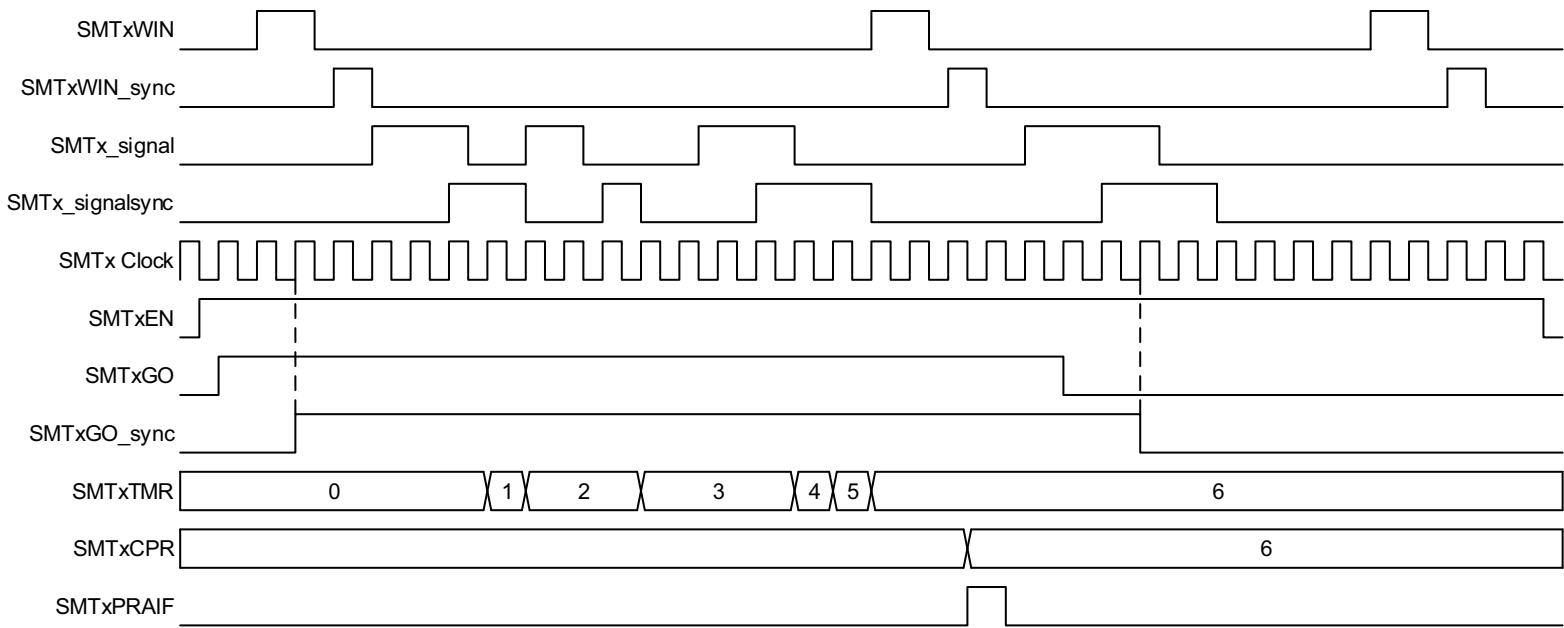 SMTxWIN
SMTxWIN_sync
SMTx_signal
SMTx_signalsync
SMTx Clock
SMTxEN
SMTxGO
SMTxGO_sync
SMTxTMR 0 1 2 3 4 5 6
SMTxCPR 6
SMTxPRAIF